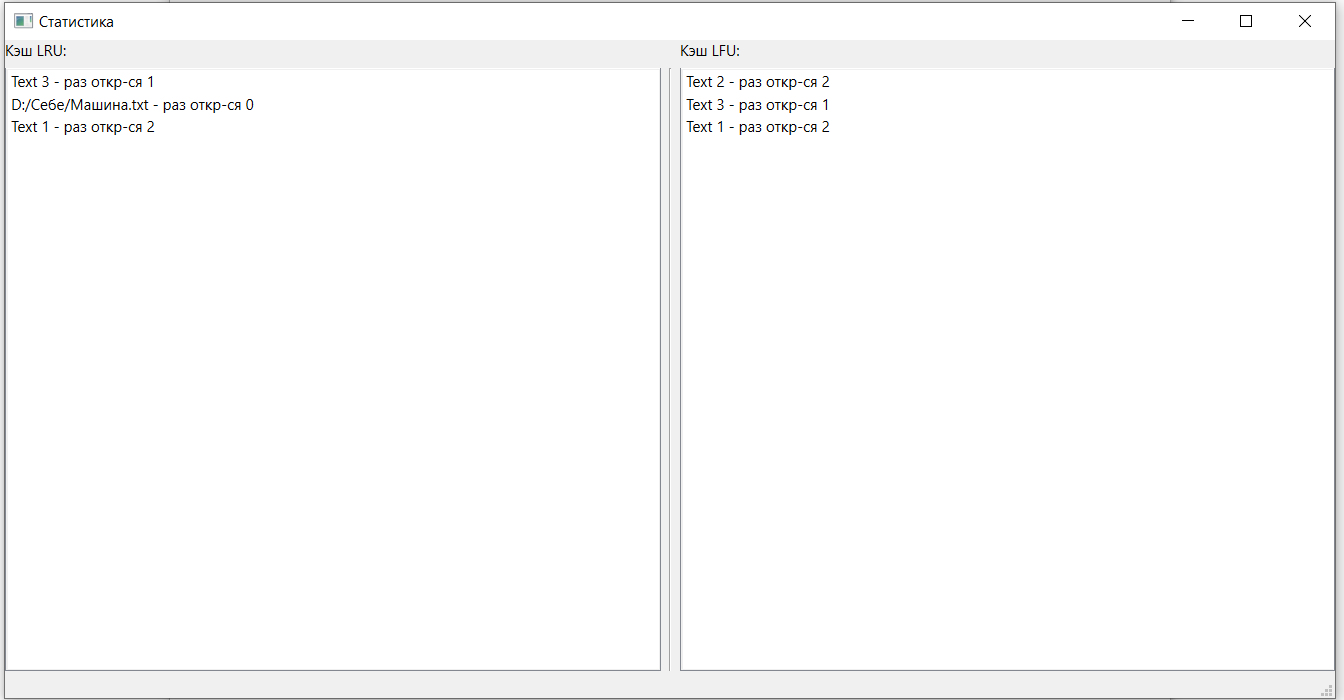 Статистика
Кэш LRU:
Text 3 - раз откр-ся 1
D:/Себе/Машина.txt - раз откр-ся 0
Text 1 - раз откр-ся 2
Кэш LFU:
Text 2 - раз откр-ся 2
Text 3 - раз откр-ся 1
Text 1 - раз откр-ся 2